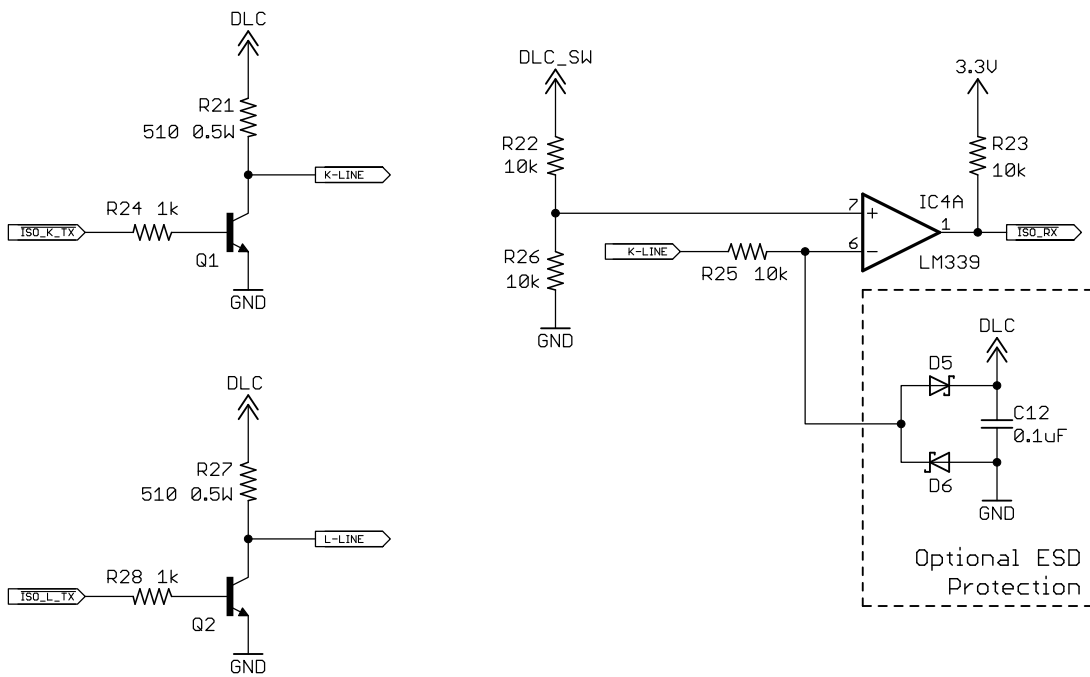 DLC
R21
510 0.5W
K-LINE
R24 1k
ISO_K_TX
Q1
GND
DLC
R27
510 0.5W
L-LINE
R28 1k
ISO_L_TX
Q2
GND
DLC_SW
3.3V
R22
10k
R23
10k
IC4A
7
+
1
ISO_RX
6
-
LM339
K-LINE
R25 10k
R26
10k
GND
DLC
D5
C12
0.1uF
D6
GND
Optional ESD
Protection